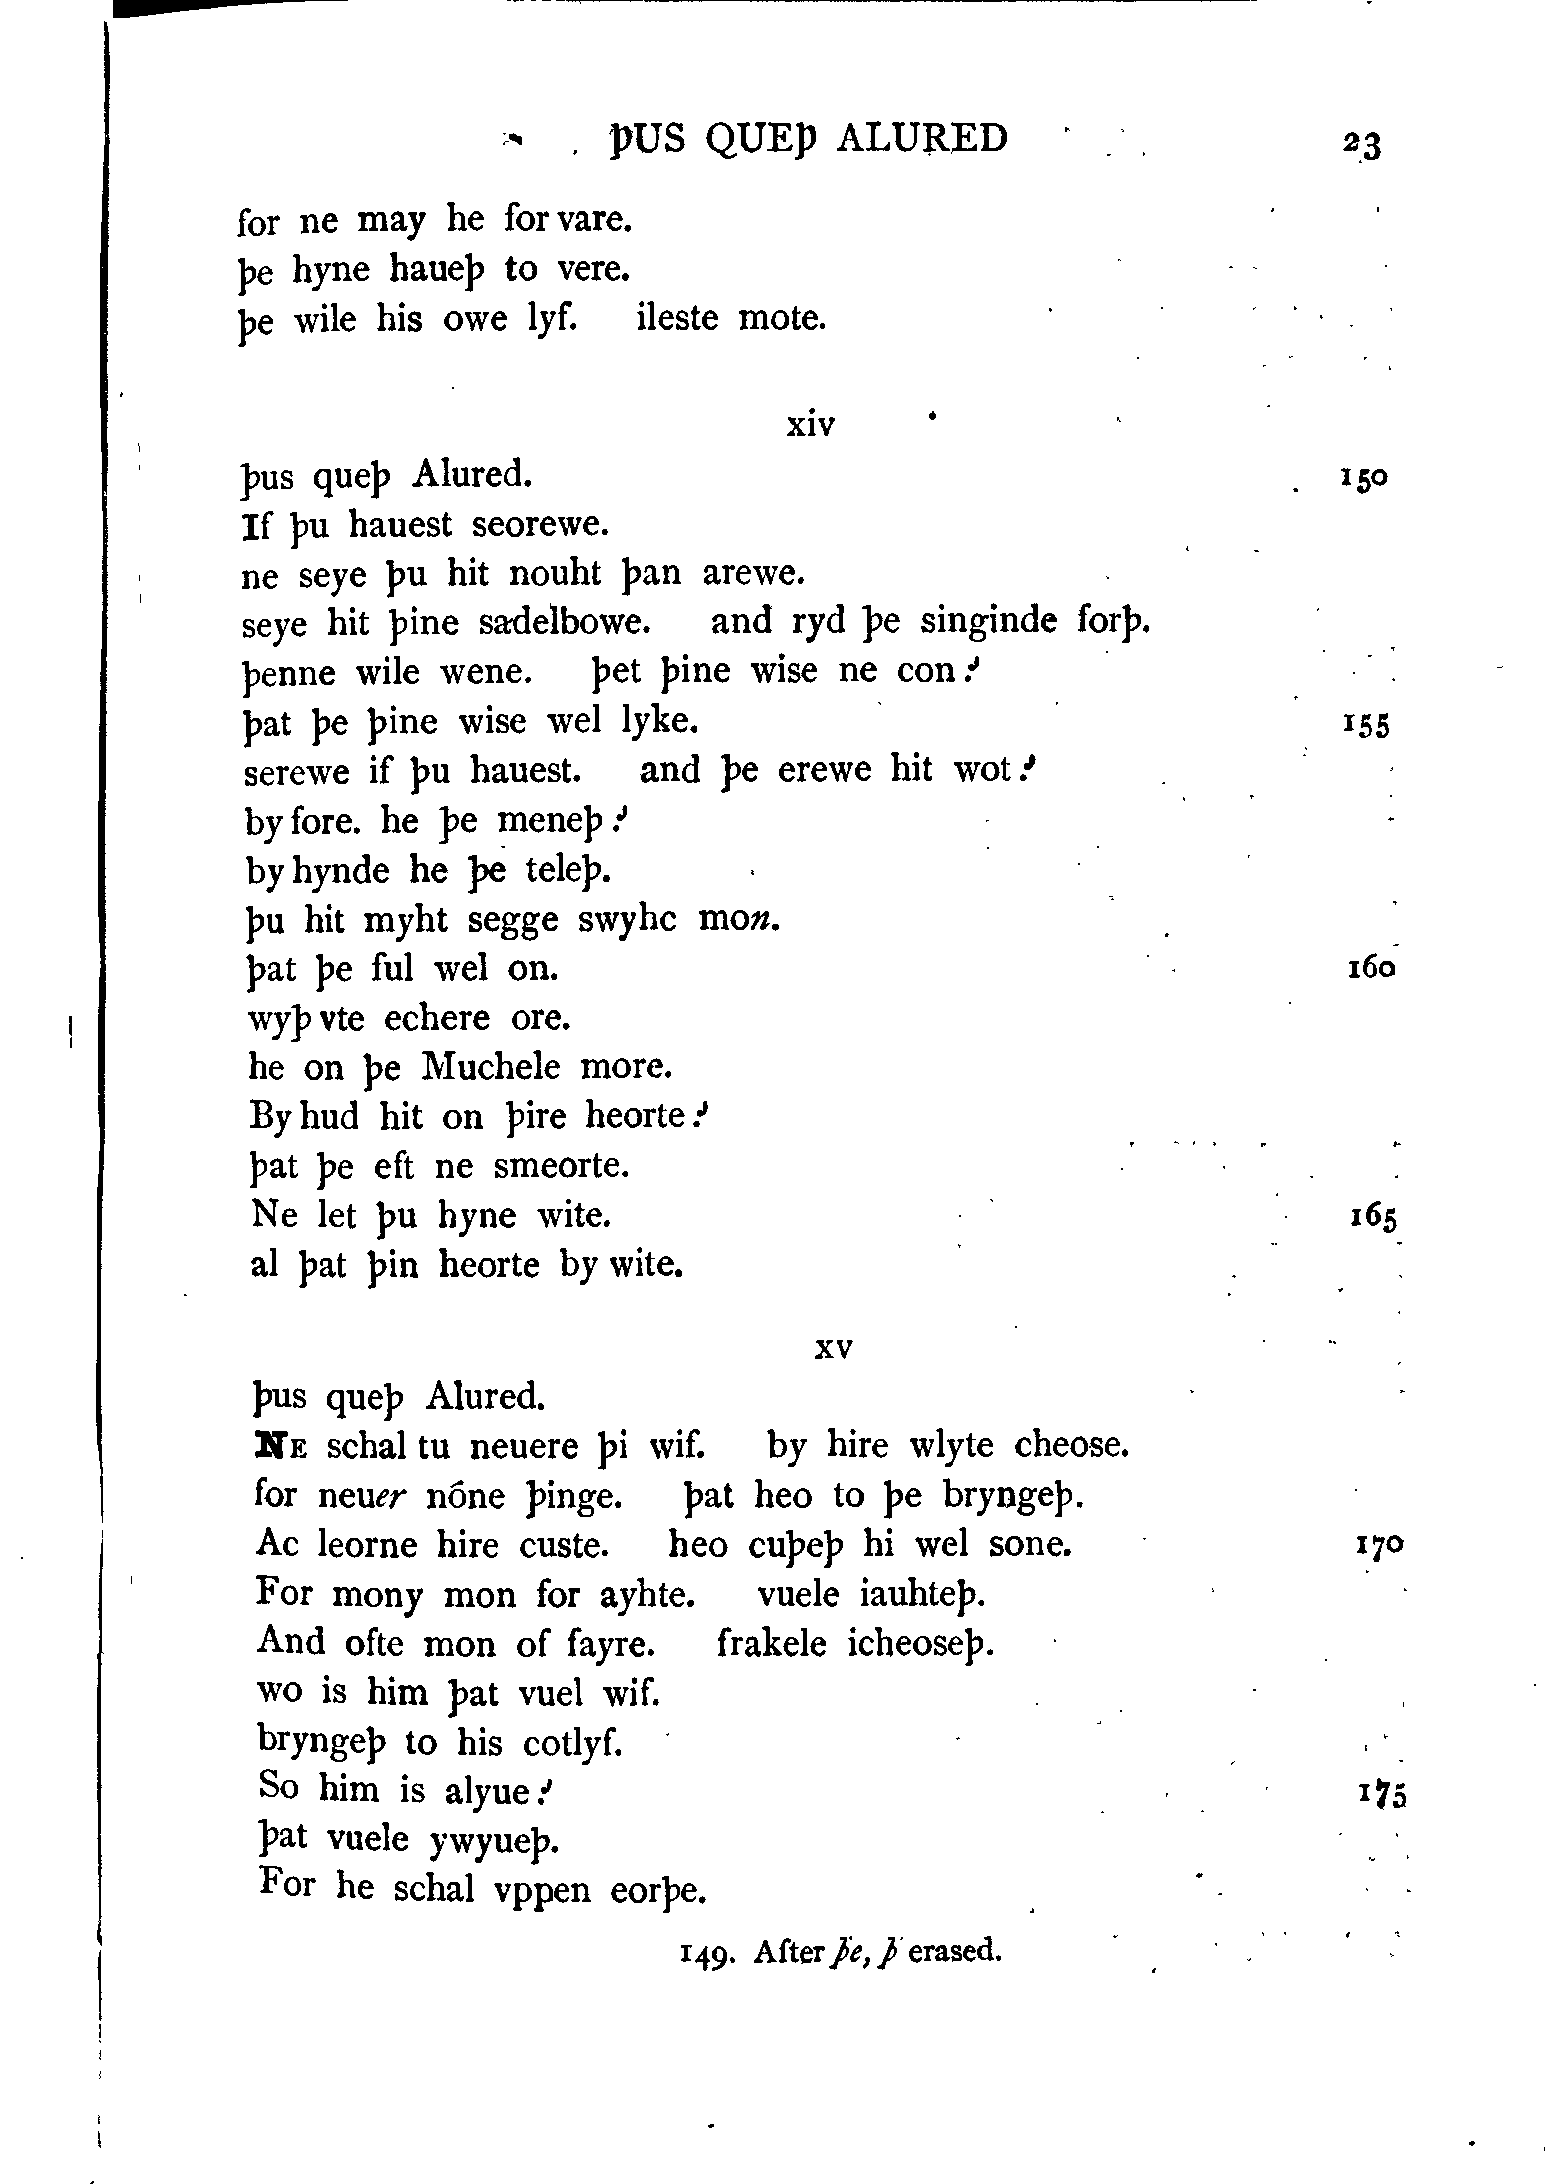 þUS QUEÞ ALURED 23
for ne may he for vare.
þe hyne haueþ to vere.
þe wile his owe lyf. ileste mote.
xiv
þus queþ Alured. 150
If þu hauest seorewe.
ne seye þu hit nouht þan arewe.
seye hit þine sadelbowe. and ryd þe singinde forþ.
þenne wile wene. þet þine wise ne con.'
þat þe þine wise wel lyke. 155
serewe if þu hauest. and þe erewe hit wot.'
by fore. he þe meneþ.'
by hynde he þe teleþ.
þu hit myht segge swyhc mon.
þat þe ful wel on. 160
wyþ vte echere ore.
he on þe Muchele more.
By hud hit on þire heorte.'
þat þe eft ne smeorte.
Ne let þu hyne wite. 165
al þat þin heorte by wite.
xv
þus queþ Alured.
NE schal tu neuere þi wif. by hire wlyte cheose.
for neuer nóne þinge. þat heo to þe bryngeþ.
Ac leorne hire custe. heo cuþeþ hi wel sone. 170
For mony mon for ayhte. vuele iauhteþ.
And ofte mon of fayre. frakele icheoseþ.
wo is him þat vuel wif.
bryngeþ to his cotlyf.
So him is alyue.' 175
þat vuele ywyueþ.
For he schal vppen eorþe.
149. After þe, þ erased.